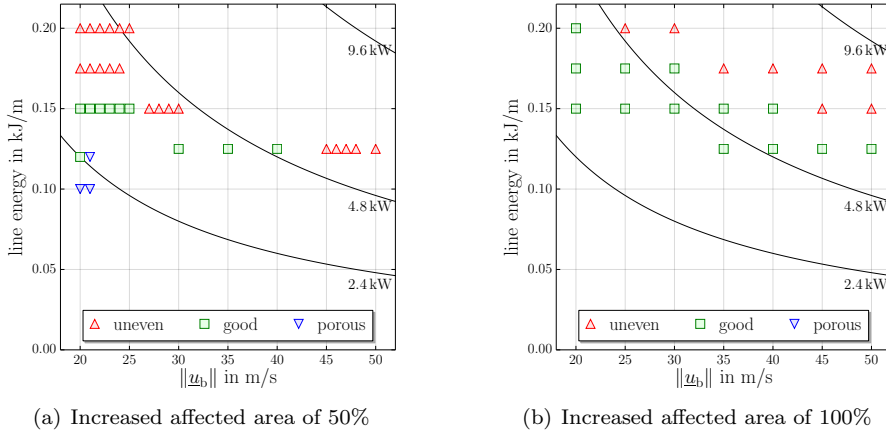 line energy in kJ/m
0.20
0.15
0.10
0.05
0.00
9.6 kW
4.8 kW
2.4 kW
uneven good porous
20 25 30 35 40 45 50
‖u_b‖ in m/s
(a) Increased affected area of 50%
line energy in kJ/m
0.20
0.15
0.10
0.05
0.00
9.6 kW
4.8 kW
2.4 kW
uneven good porous
20 25 30 35 40 45 50
‖u_b‖ in m/s
(b) Increased affected area of 100%